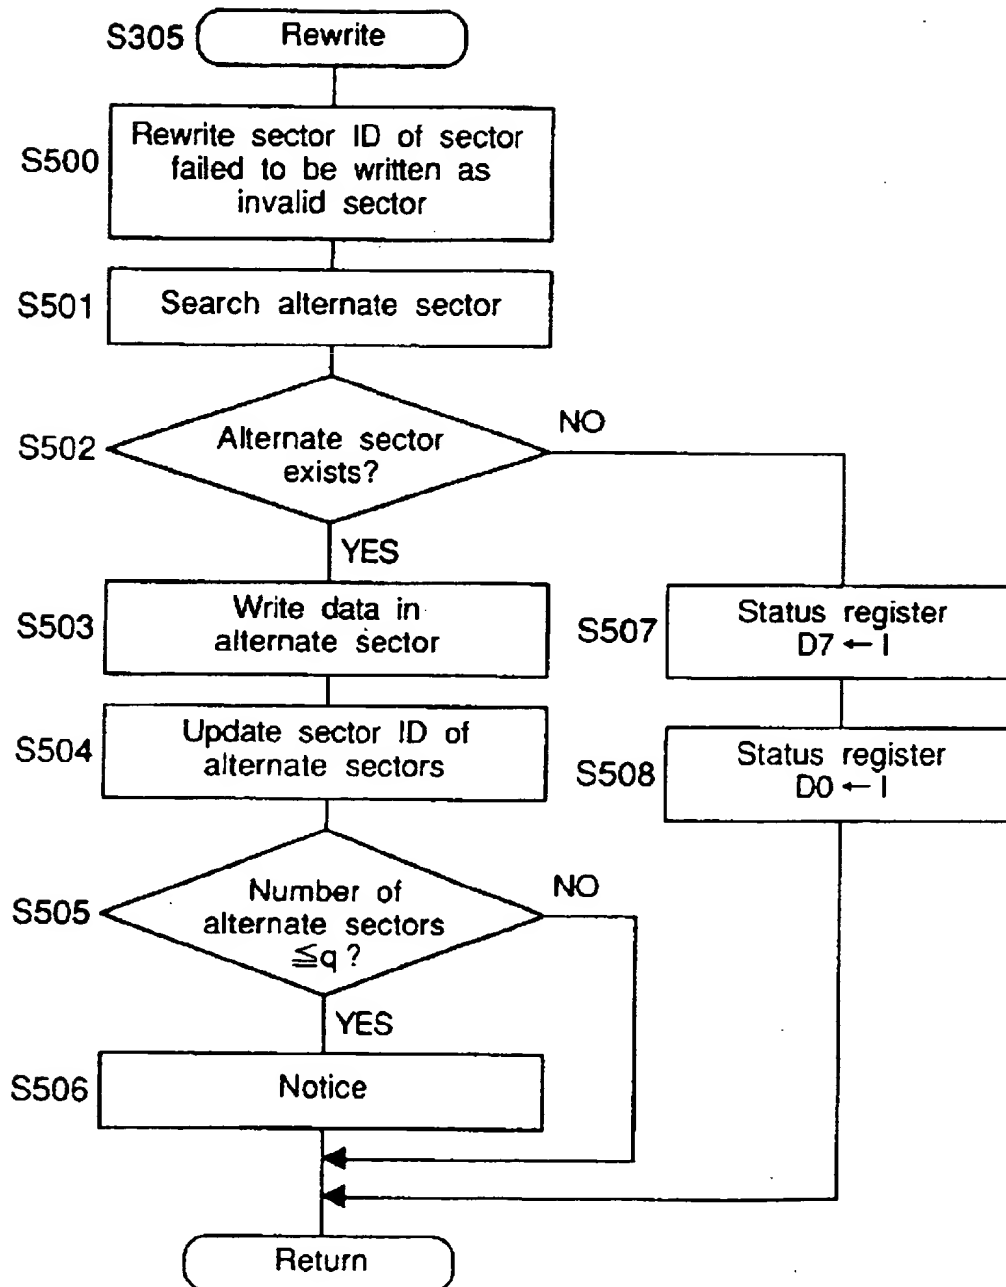 S305
Rewrite
S500
Rewrite sector ID of sector
failed to be written as
invalid sector
S501
Search alternate sector
S502
Alternate sector
exists?
NO
YES
S503
Write data in
alternate sector
S507
Status register
D7 ← I
S504
Update sector ID of
alternate sectors
S508
Status register
D0 ← I
S505
Number of
alternate sectors
≦q ?
NO
YES
S506
Notice
Return